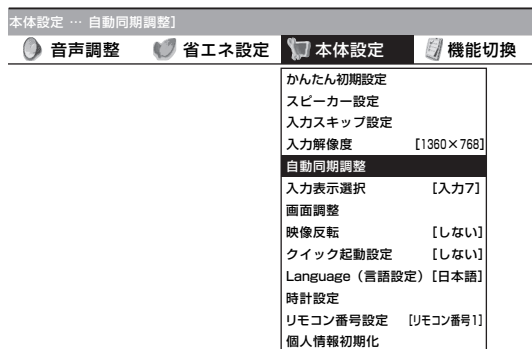 本体設定 … 自動同期調整]
音声調整 省エネ設定 本体設定 機能切換
かんたん初期設定
スピーカー設定
入力スキップ設定
入力解像度 [1360×768]
自動同期調整
入力表示選択 [入力7]
画面調整
映像反転 [しない]
クイック起動設定 [しない]
Language（言語設定）[日本語]
時計設定
リモコン番号設定 [リモコン番号1]
個人情報初期化